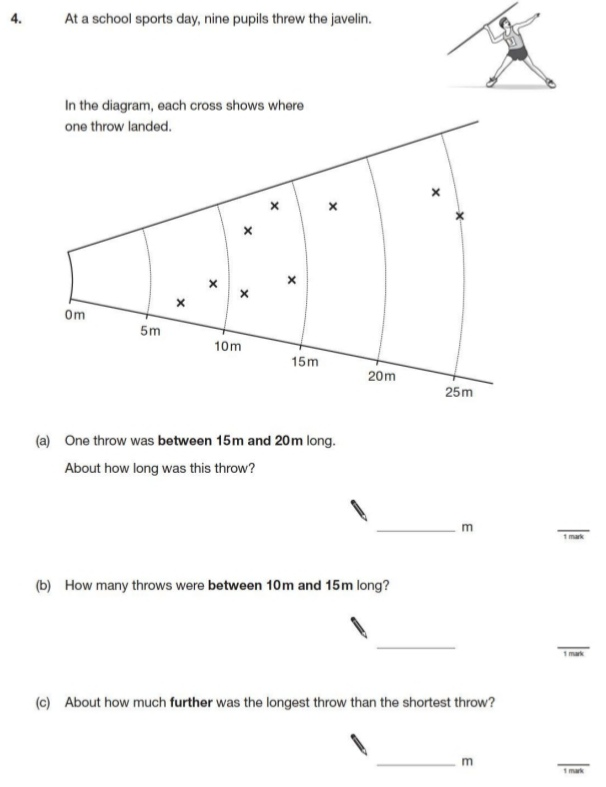 4. At a school sports day, nine pupils threw the javelin.
In the diagram, each cross shows where
one throw landed.
0m
5m
10m
15m
20m
25m
(a) One throw was between 15m and 20m long.
About how long was this throw?
m
1 mark
(b) How many throws were between 10m and 15m long?
1 mark
(c) About how much further was the longest throw than the shortest throw?
m
1 mark